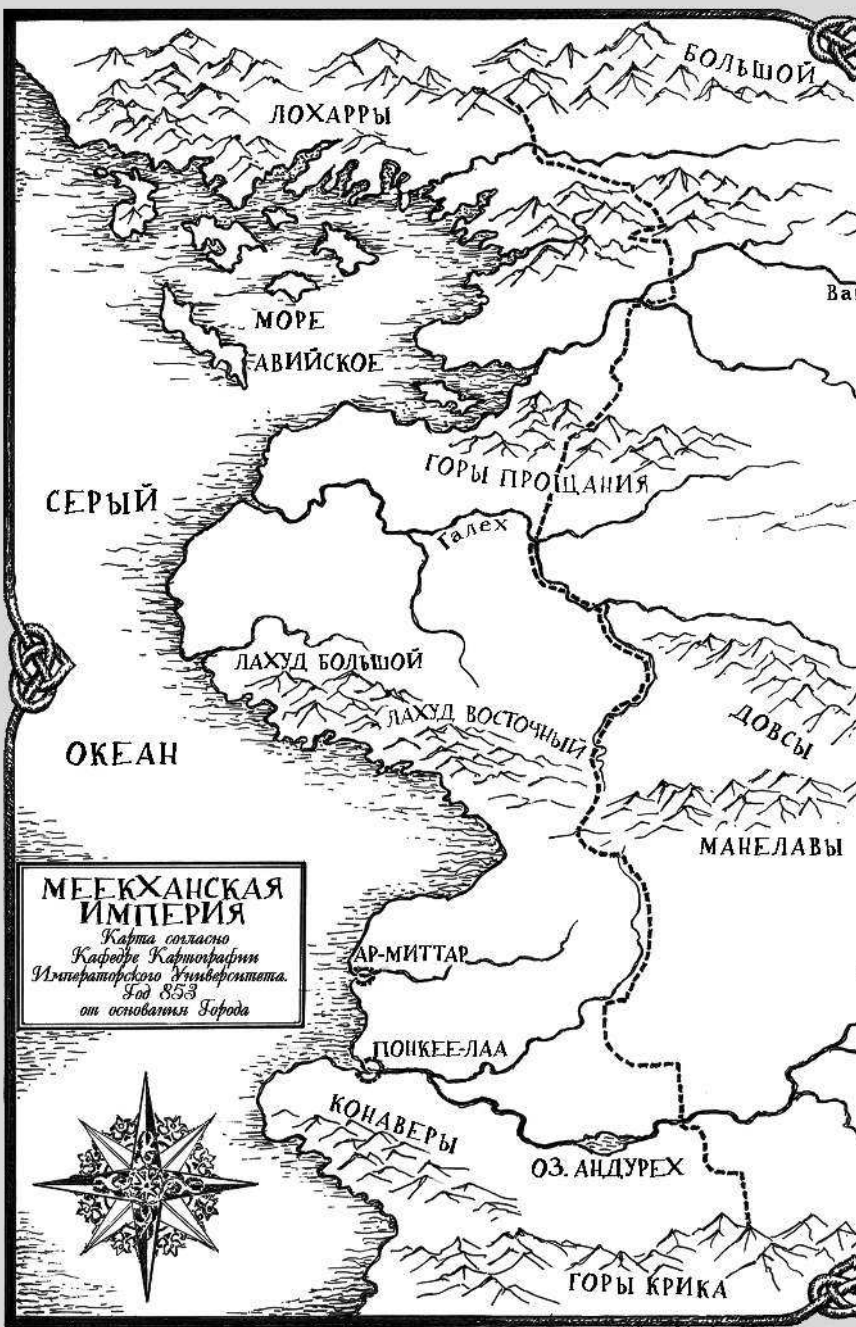 БОЛЬШОЙ
ЛОХАРРЫ
МОРЕ
АВИЙСКОЕ
ГОРЫ ПРОЩАНИЯ
СЕРЫЙ
Галех
ЛАХУД БОЛЬШОЙ
ЛАХУД ВОСТОЧНЫЙ
ДОВСЫ
ОКЕАН
МАНЕЛАВЫ
МЕЕКХАНСКАЯ
ИМПЕРИЯ
Карта согласно
Кафедре Картографии
Императорского Университета.
Год 853
от основания Города
АР-МИТТАР
ПОНКЕЕ-ЛАА
КОНАВЕРЫ
ОЗ. АНДУРЕХ
ГОРЫ КРИКА